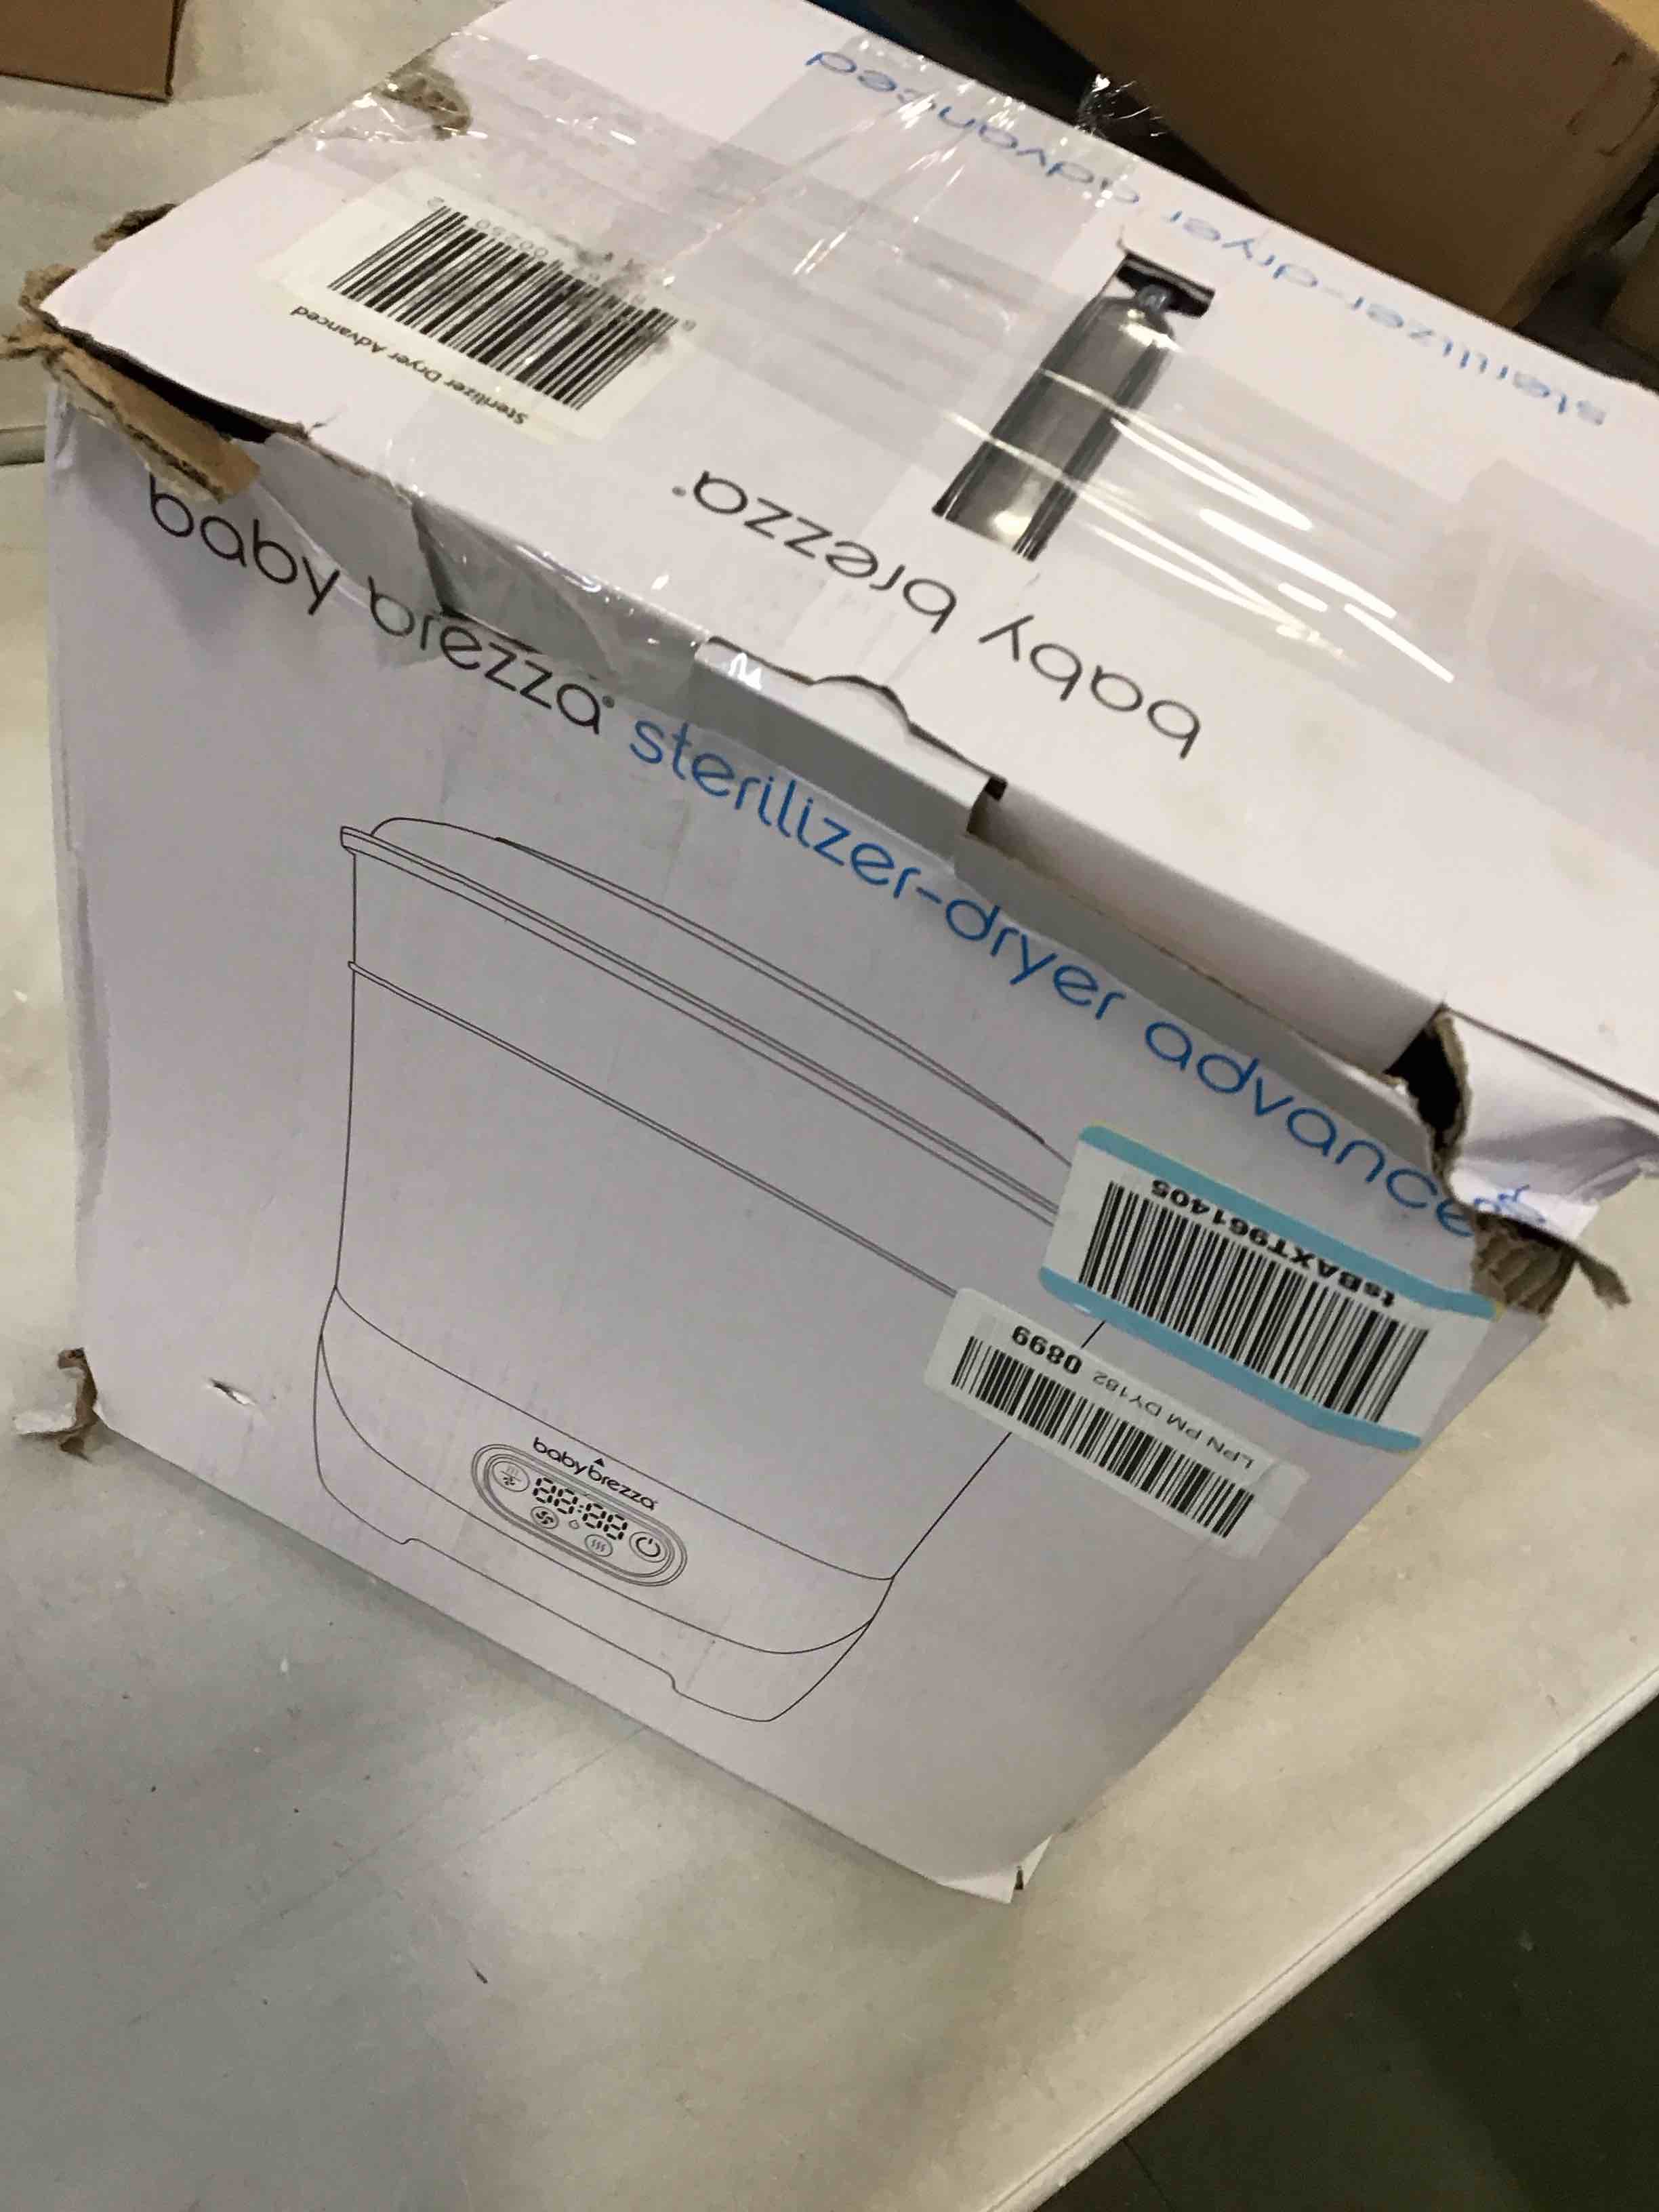 sterilizer-dryer advanced
baby brezza®
Sterilizer Dryer Advanced
baby brezza® sterilizer-dryer advanced
tsBAXT961405
LPN PM DY182 0899
baby brezza
88:88